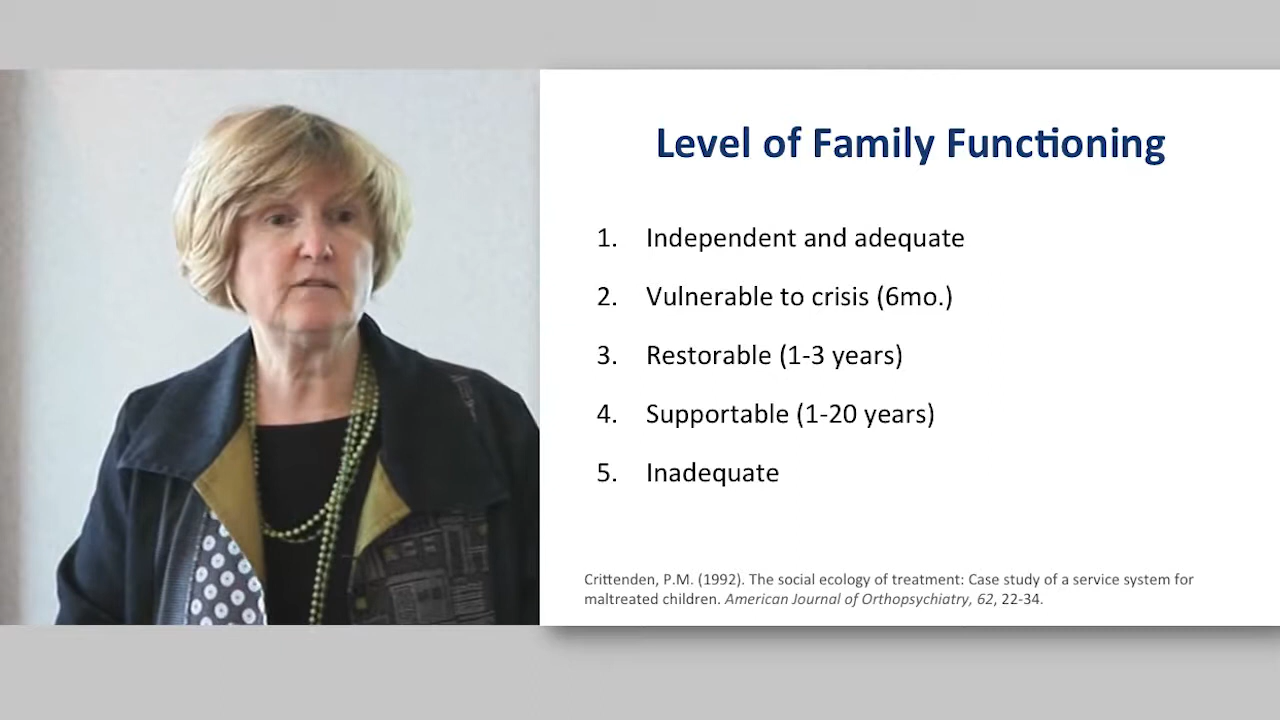 Level of Family Functioning
1. Independent and adequate
2. Vulnerable to crisis (6mo.)
3. Restorable (1-3 years)
4. Supportable (1-20 years)
5. Inadequate
Crittenden, P.M. (1992). The social ecology of treatment: Case study of a service system for
maltreated children. American Journal of Orthopsychiatry, 62, 22-34.